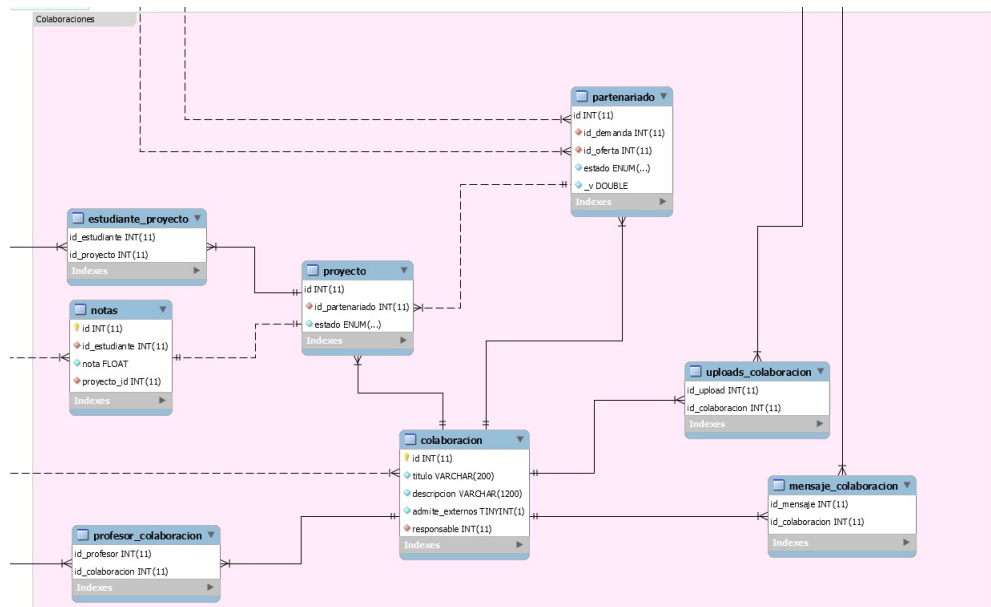 Colaboraciones
partenariado
id INT(11)
id_demanda INT(11)
id_oferta INT(11)
estado ENUM(...)
_v DOUBLE
Indexes
estudiante_proyecto
id_estudiante INT(11)
id_proyecto INT(11)
Indexes
proyecto
id INT(11)
id_partenariado INT(11)
estado ENUM(...)
Indexes
notas
id INT(11)
id_estudiante INT(11)
nota FLOAT
proyecto_id INT(11)
Indexes
uploads_colaboracion
id_upload INT(11)
id_colaboracion INT(11)
Indexes
colaboracion
id INT(11)
titulo VARCHAR(200)
descripcion VARCHAR(1200)
admite_externos TINYINT(1)
responsable INT(11)
Indexes
mensaje_colaboracion
id_mensaje INT(11)
id_colaboracion INT(11)
Indexes
profesor_colaboracion
id_profesor INT(11)
id_colaboracion INT(11)
Indexes